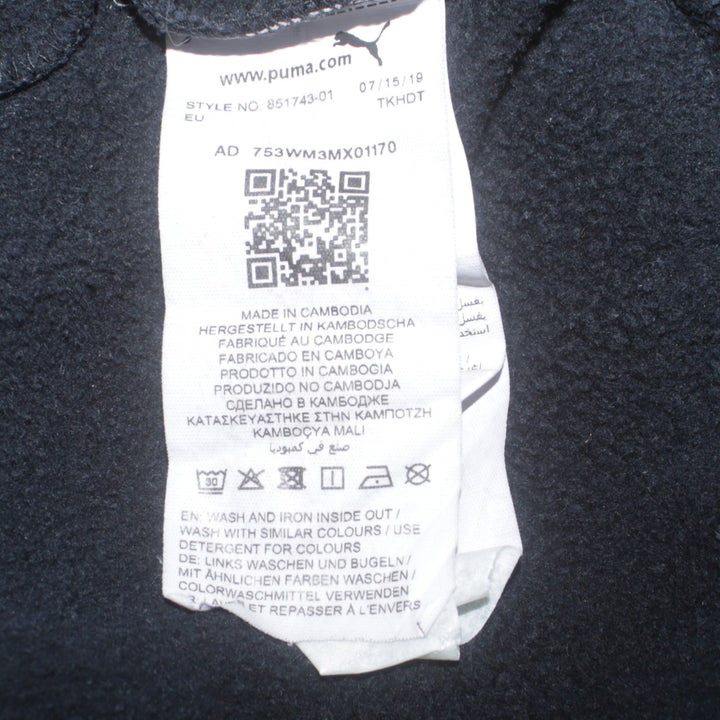 www.puma.com
07/15/19
STYLE NO. 851743-01 TKHDT
EU
AD 753WM3MX01170
MADE IN CAMBODIA
HERGESTELLT IN KAMBODSCHA
FABRIQUÉ AU CAMBODGE
FABRICADO EN CAMBOYA
PRODOTTO IN CAMBOGIA
PRODUZIDO NO CAMBODJA
СДЕЛАНО В КАМБОДЖЕ
ΚΑΤΑΣΚΕΥΑΣΤΗΚΕ ΣΤΗΝ ΚΑΜΠΟΤΖΗ
KAMBOÇYA MALI
صنع في كمبوديا
30
EN: WASH AND IRON INSIDE OUT /
WASH WITH SIMILAR COLOURS / USE
DETERGENT FOR COLOURS
DE: LINKS WASCHEN UND BÜGELN /
MIT ÄHNLICHEN FARBEN WASCHEN /
COLORWASCHMITTEL VERWENDEN
ET REPASSER À L'ENVERS